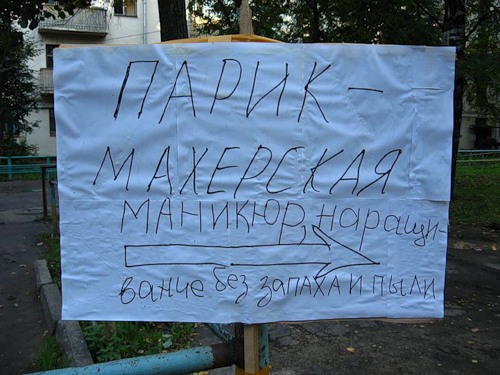 ПАРИК-
МАХЕРСКАЯ
МАНИКЮР, наращи-
вание без запаха и пыли